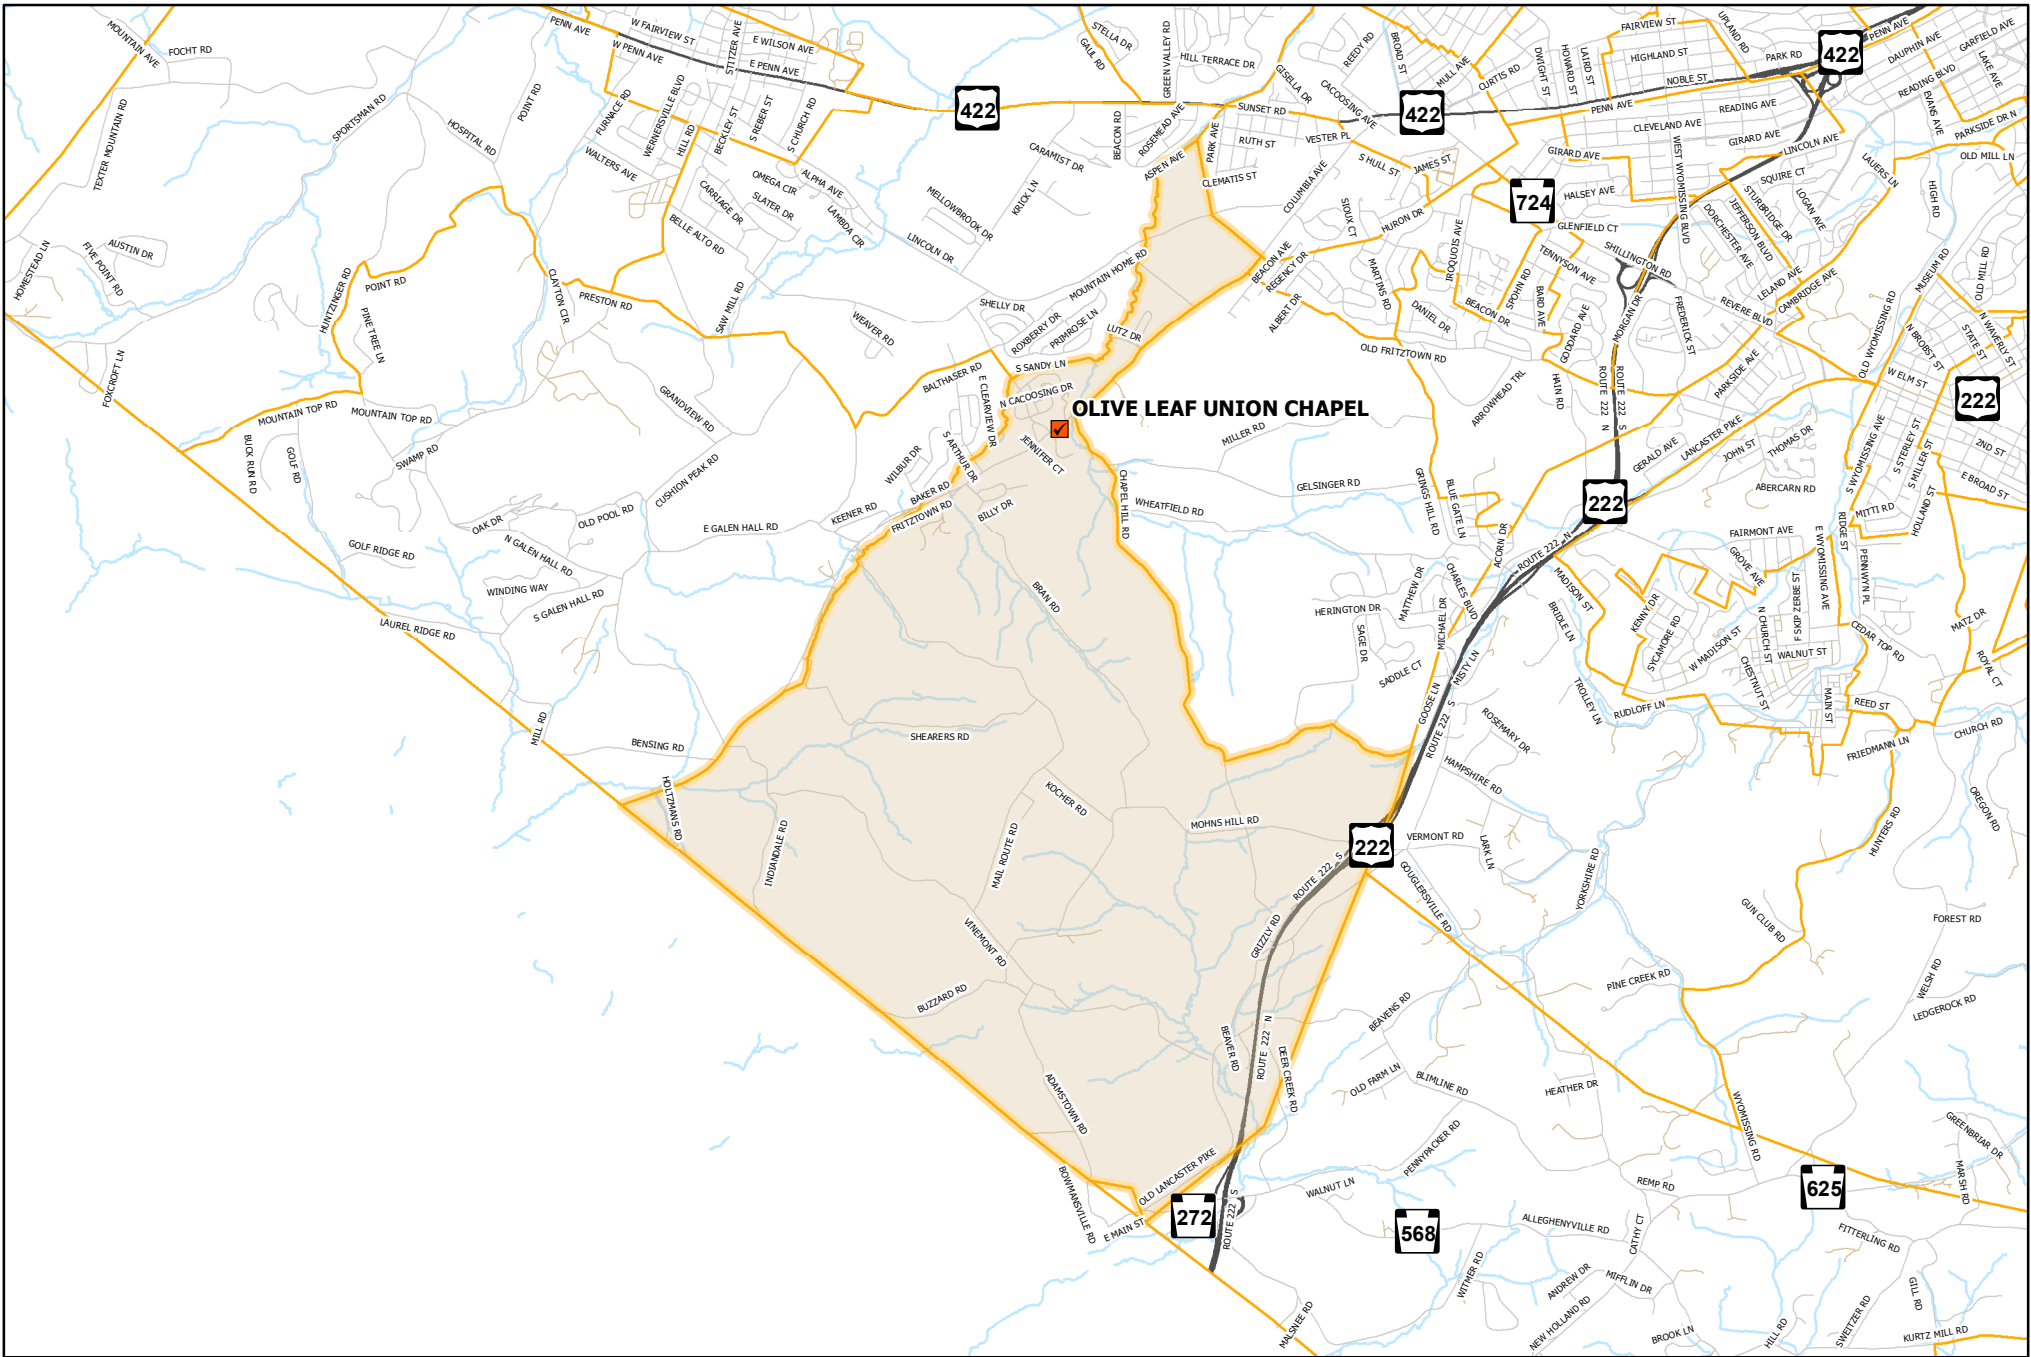 MOUNTAIN AVE
FOCHT RD
PENN AVE
W FAIRVIEW ST
W PENN AVE
STITZER AVE
E WILSON AVE
E PENN AVE
STELLA DR
GAUL RD
GREEN VALLEY RD
HILL TERRACE DR
GISELLA DR
REEDY RD
BROAD ST
MULL AVE
CURTIS RD
DWIGHT ST
HOWARD ST
LAIRD ST
FAIRVIEW ST
HIGHLAND ST
UPLAND RD
PARK RD
NOBLE ST
422
PENN AVE
DAUPHIN AVE
GARFIELD AVE
LAKE AVE
READING BLVD
EVANS AVE
PARKSIDE DR N
TEXTER MOUNTAIN RD
SPORTSMAN RD
HOSPITAL RD
POINT RD
FURNACE RD
WERNERSVILLE BLVD
HILL RD
BECKLEY ST
S REBER ST
S CHURCH RD
422
BEACON RD
ROSEMEAD AVE
PARK AVE
SUNSET RD
RUTH ST
VESTER PL
CACOOSING AVE
422
PENN AVE
READING AVE
CLEVELAND AVE
GIRARD AVE
LINCOLN AVE
LAUERS LN
OLD MILL LN
WALTERS AVE
OMEGA CIR
ALPHA AVE
CARRIAGE DR
SLATER DR
LAMBDA CIR
BELLE ALTO RD
CARAMIST DR
KRICK LN
MELLOWBROOK DR
LINCOLN DR
ASPEN AVE
CLEMATIS ST
COLUMBIA AVE
S HULL ST
JAMES ST
GIRARD AVE
724
HALSEY AVE
GLENFIELD CT
WEST WYOMISSING BLVD
SQUIRE CT
STURBRIDGE DR
JEFFERSON BLVD
LOGAN AVE
DORCHESTER AVE
HIGH RD
HOMESTEAD LN
FIVE POINT RD
AUSTIN DR
HUNTZINGER RD
POINT RD
PINE TREE LN
CLAYTON CIR
PRESTON RD
SAW MILL RD
WEAVER RD
SHELLY DR
MOUNTAIN HOME RD
ROXBERRY DR
PRIMROSE LN
LUTZ DR
BEACON AVE
REGENCY DR
ALBERT DR
SIOUX CT
HURON DR
MARTINS RD
IROQUOIS AVE
DANIEL DR
BEACON DR
SPOHN RD
BARD AVE
TENNYSON AVE
GODDARD AVE
SHILLINGTON RD
MORGAN DR
FREDERICK ST
REVERE BLVD
LELAND AVE
CAMBRIDGE AVE
MUSEUM RD
OLD MILL RD
OLD WYOMISSING RD
N BROBST ST
STATE ST
N WAVERLY ST
FOXCROFT LN
MOUNTAIN TOP RD
MOUNTAIN TOP RD
GRANDVIEW RD
BALTHASER RD
S SANDY LN
E CLEARVIEW DR
N CACOOSING DR
OLIVE LEAF UNION CHAPEL
OLD FRITZTOWN RD
ARROWHEAD TRL
HAIN RD
ROUTE 222 N
ROUTE 222 S
PARKSIDE AVE
W ELM ST
222
BUCK RUN RD
GOLF RD
SWAMP RD
CUSHION PEAK RD
WILBUR DR
S ARTHUR DR
JENNIFER CT
MILLER RD
GERALD AVE
LANCASTER PIKE
JOHN ST
THOMAS DR
S WYOMISSING AVE
S STERLEY ST
S MILLER ST
2ND ST
E BROAD ST
OAK DR
OLD POOL RD
KEENER RD
BAKER RD
FRITZTOWN RD
BILLY DR
CHAPEL HILL RD
WHEATFIELD RD
GELSINGER RD
GRINGS HILL RD
BLUE GATE LN
222
ABERCARN RD
MITTI RD
HOLLAND ST
GOLF RIDGE RD
N GALEN HALL RD
E GALEN HALL RD
ACORN DR
ROUTE 222 N
FAIRMONT AVE
GROVE AVE
RIDGE ST
E WYOMISSING AVE
PENNWYN PL
WINDING WAY
S GALEN HALL RD
LAUREL RIDGE RD
BRAN RD
HERINGTON DR
MATTHEW DR
CHARLES BLVD
MICHAEL DR
SAGE DR
SADDLE CT
MADISON ST
BRIDLE LN
KENNY DR
SYCAMORE RD
W MADISON ST
N CHURCH ST
WALNUT ST
CHESTNUT ST
CEDAR TOP RD
MATZ DR
ROYAL CT
MILL RD
BENSING RD
SHEARERS RD
GOOSE LN
MISTY LN
ROUTE 222 S
ROSEMARY DR
TROLLEY LN
RUDLOFF LN
MAIN ST
REED ST
FRIEDMANN LN
CHURCH RD
HOLTZMANS RD
INDIANDALE RD
KOCHER RD
MAIL ROUTE RD
MOHNS HILL RD
HAMPSHIRE RD
222
VERMONT RD
LARK LN
YORKSHIRE RD
HUNTERS RD
OREGON RD
ROUTE 222 S
GOUGLERSVILLE RD
GRIZZLY RD
VINEMONT RD
BUZZARD RD
GUN CLUB RD
FOREST RD
PINE CREEK RD
WELSH RD
LEDGEROCK RD
BEAVENS RD
BEAVER RD
ROUTE 222 N
DEER CREEK RD
OLD FARM LN
BLIMLINE RD
HEATHER DR
ADAMSTOWN RD
WYOMISSING RD
GREENBRIAR DR
PENNYPACKER RD
OLD LANCASTER PIKE
BOWMANSVILLE RD
E MAIN ST
272
ROUTE 222 S
WALNUT LN
568
REMP RD
ALLEGHENYVILLE RD
CATHY CT
625
MARSH RD
FITTERLING RD
WITMER RD
ANDREW DR
MIFFLIN DR
MALSNEE RD
NEW HOLLAND RD
BROOK LN
HILL RD
SWEITZER RD
GILL RD
KURTZ MILL RD